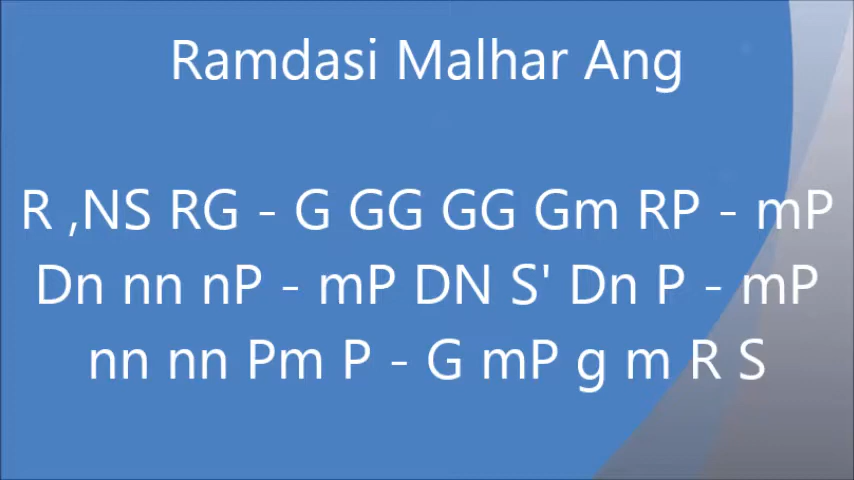 Ramdasi Malhar Ang
R ,NS RG - G GG GG Gm RP - mP
Dn nn nP - mP DN S' Dn P - mP
nn nn Pm P - G mP g m R S